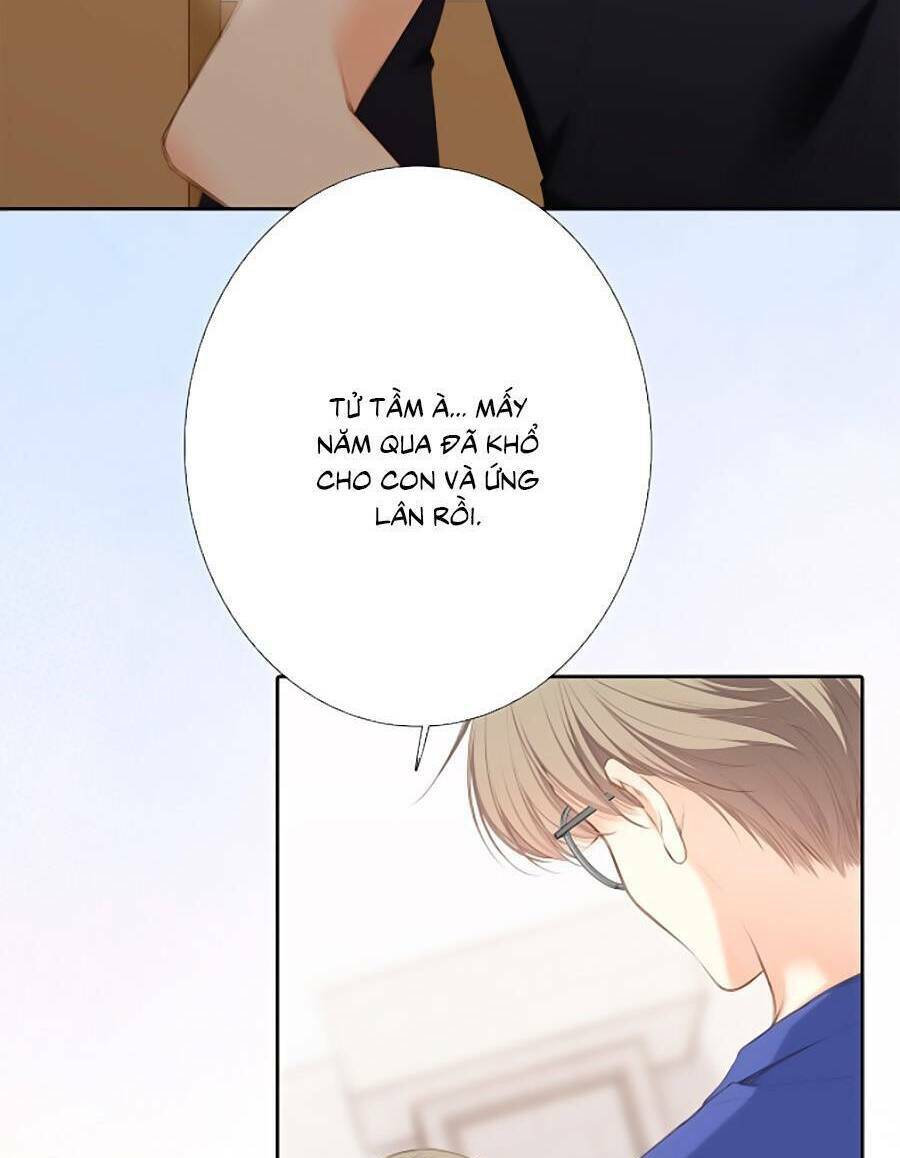 TỬ TẦM À... MẤY
NĂM QUA ĐÃ KHỔ
CHO CON VÀ ỨNG
LÂN RỒI.